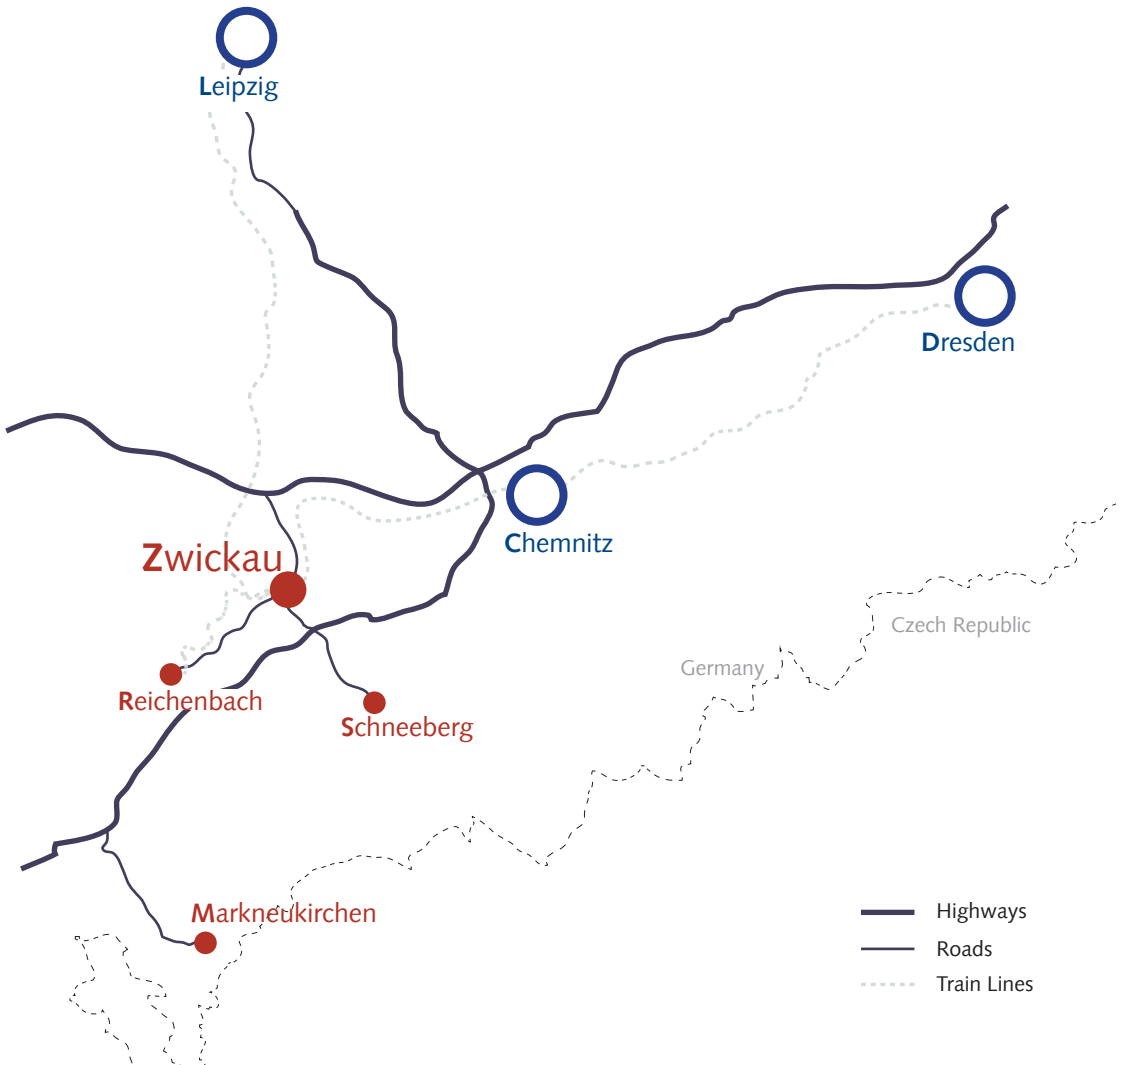 Leipzig
Dresden
Chemnitz
Zwickau
Czech Republic
Germany
Reichenbach
Schneeberg
Markneukirchen
Highways
Roads
Train Lines